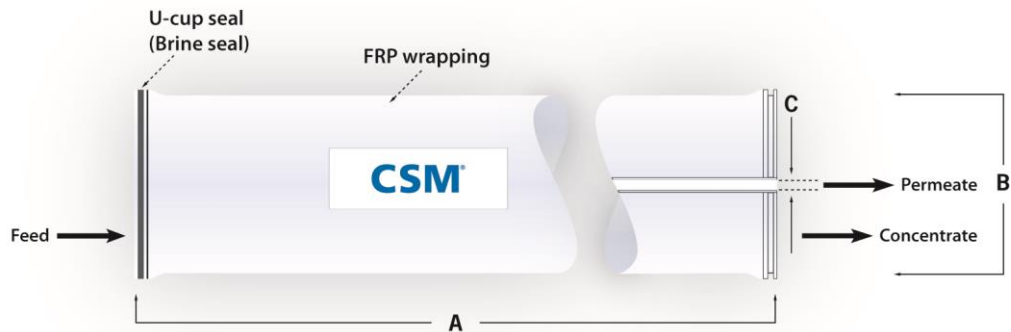 U-cup seal
(Brine seal)
FRP wrapping
C
CSM®
Permeate
B
Feed
Concentrate
A